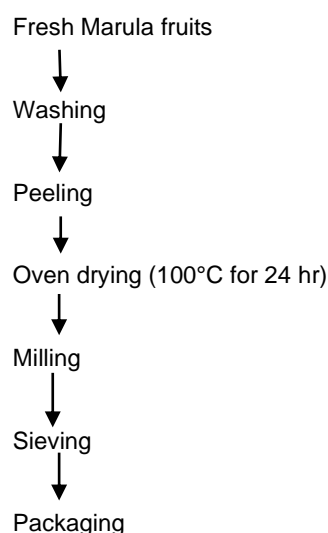 Fresh Marula fruits
Washing
Peeling
Oven drying (100°C for 24 hr)
Milling
Sieving
Packaging